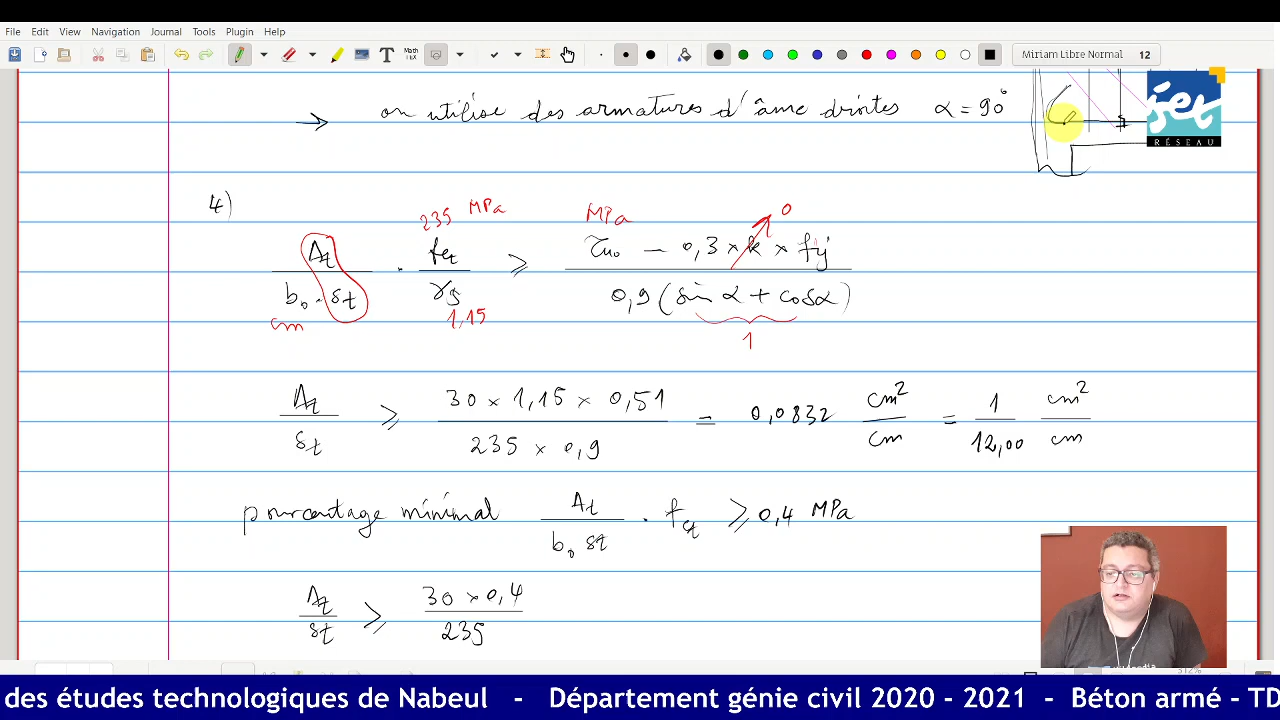 File Edit View Navigation Journal Tools Plugin Help
T Math LaTeX Miriam Libre Normal 12
→ on utilise des armatures d'âme droites α = 90°
iset
RÉSEAU
4)
235 MPa MPa 0
At / b0 . st . fet / γs ≥ τu0 - 0,3 × k × ftj / 0,9 (sin α + cosα)
cm 1,15 1
At / st ≥ 30 × 1,15 × 0,51 / 235 × 0,9 = 0,0832 cm² / cm = 1 / 12,00 cm² / cm
pourcentage minimal At / b0 st . fet ≥ 0,4 MPa
At / st ≥ 30 × 0,4 / 235
des études technologiques de Nabeul - Département génie civil 2020 - 2021 - Béton armé - TD